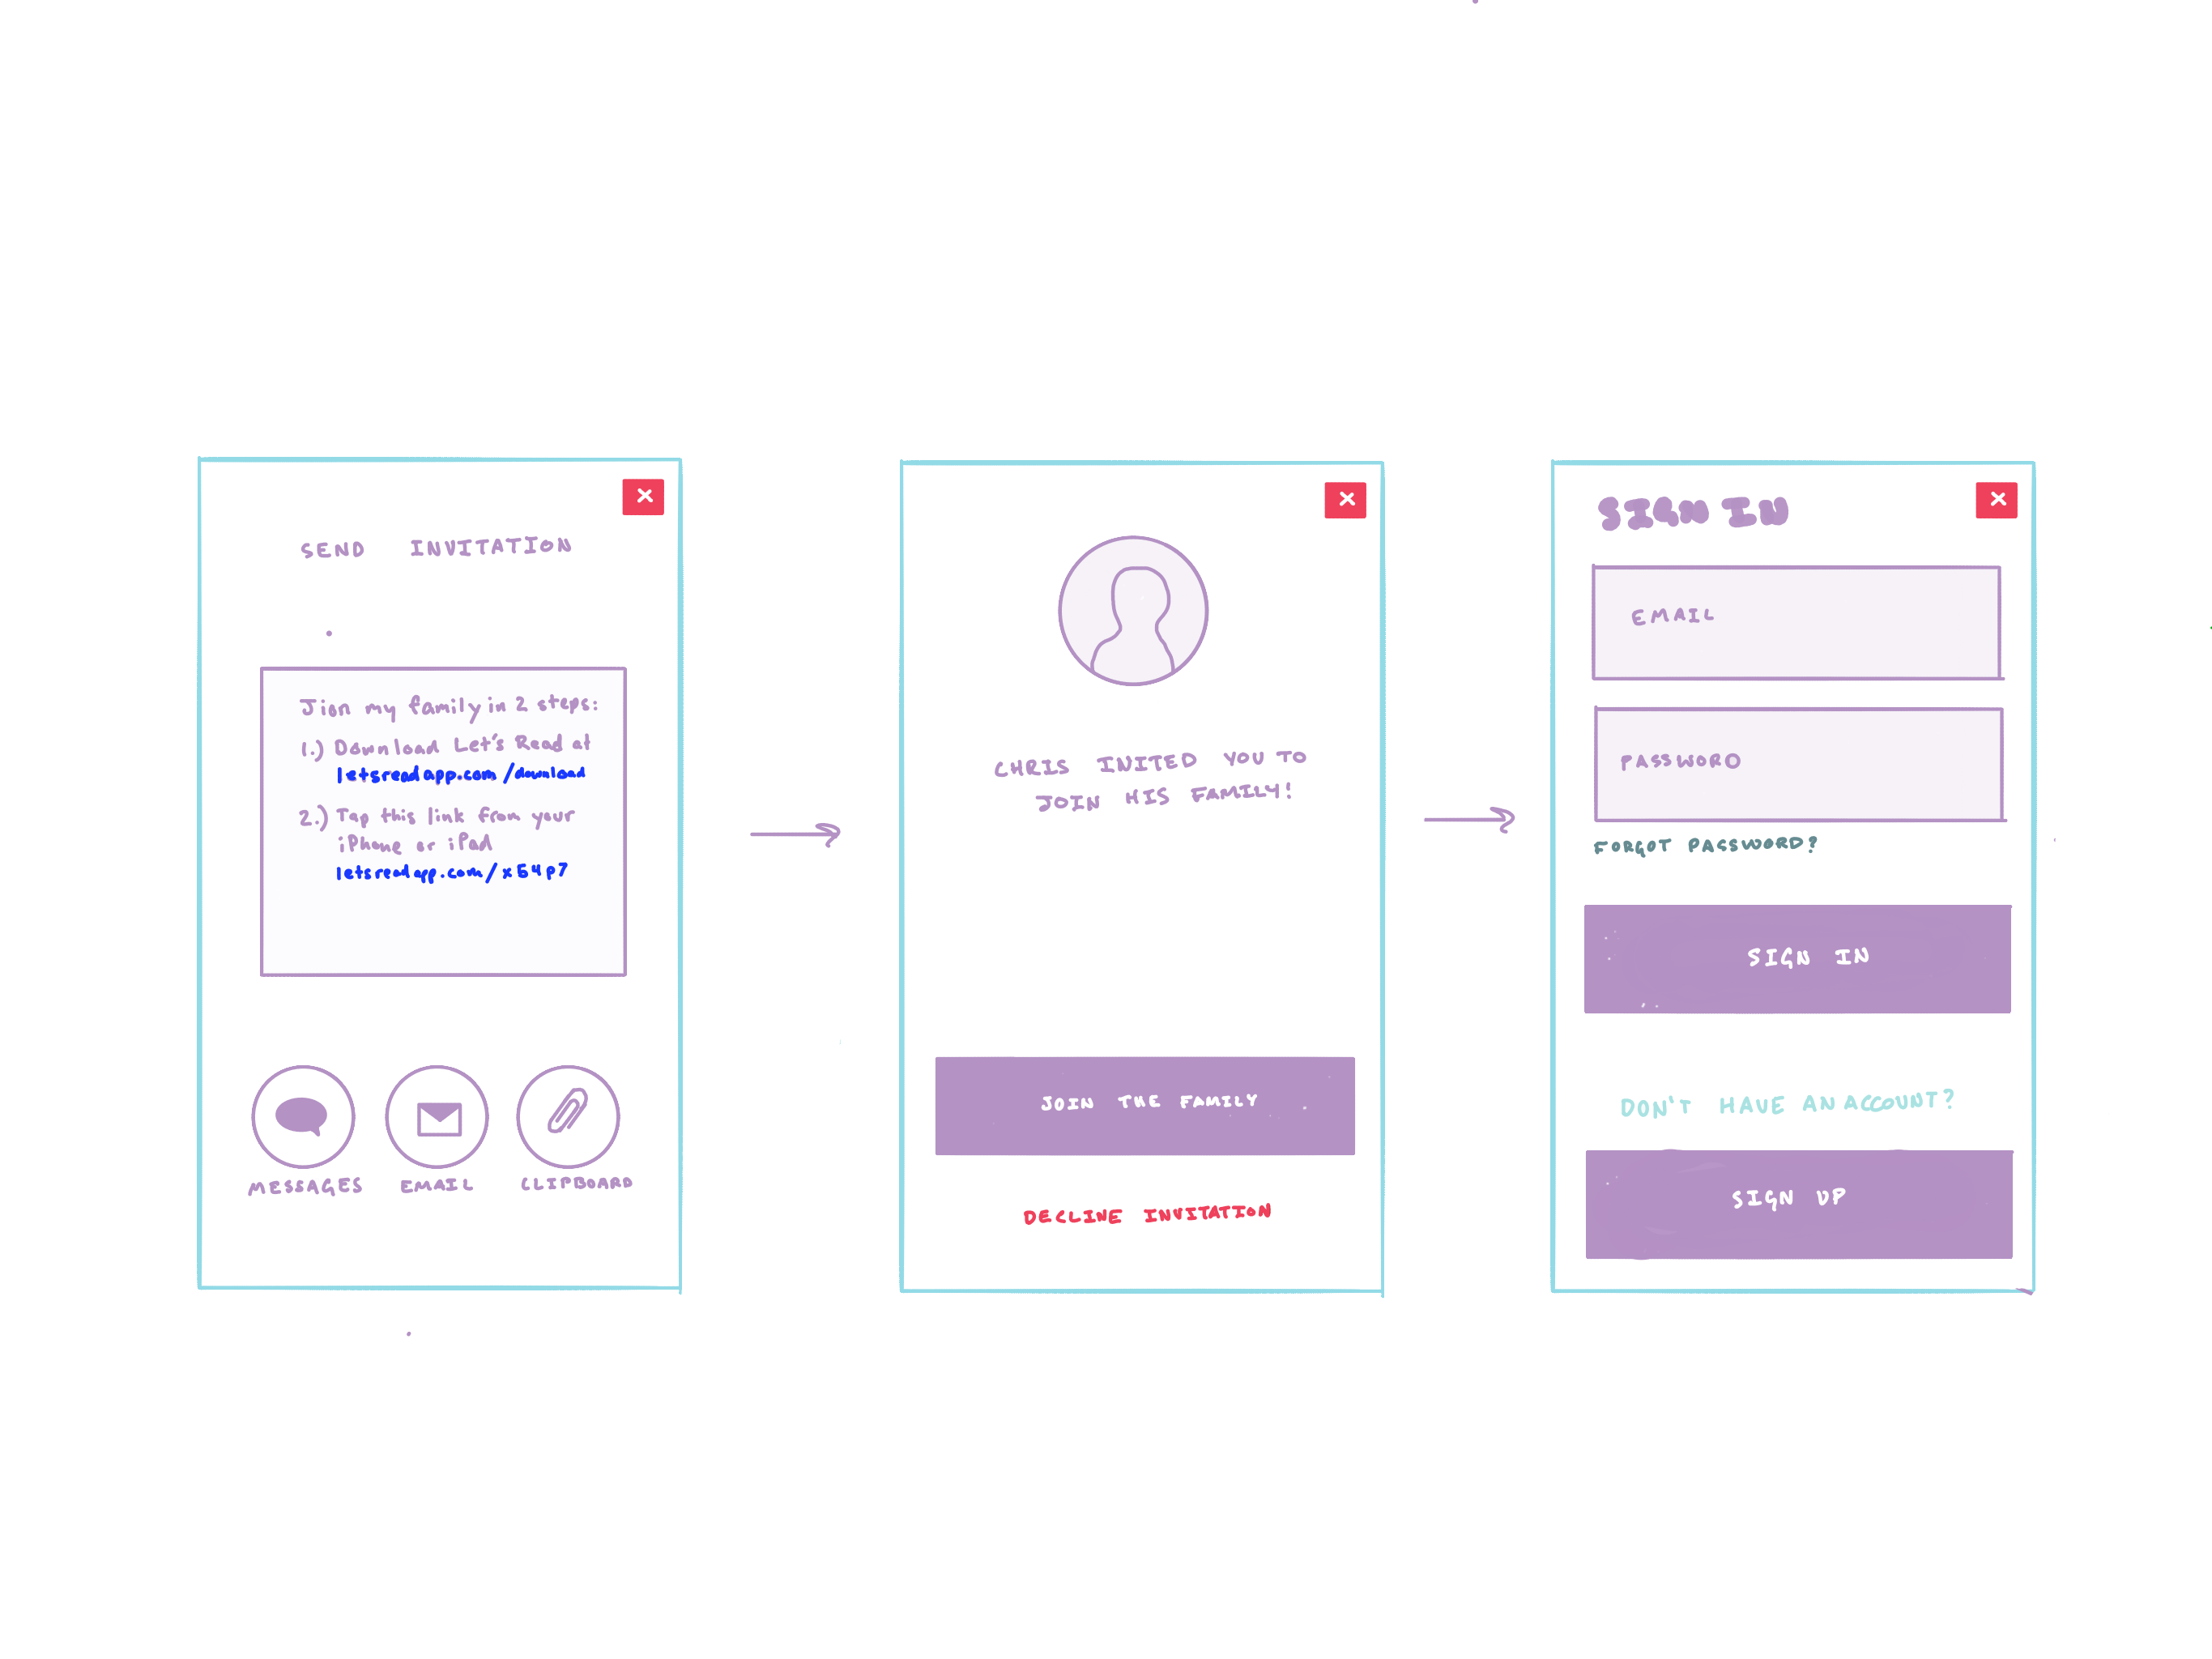 SEND INVITATION
Jion my family in 2 steps:
1.) Download Let's Read at
letsreadapp.com/download
2.) Tap this link from your
iPhone or iPad
letsreadapp.com/x54p7
MESSAGES EMAIL CLIPBOARD
CHRIS INITED YOU TO
JOIN HIS FAMILY!
JOIN THE FAMILY
DECLINE INVITATION
SIGN IN
EMAIL
PASSWORD
FORGOT PASSWORD?
SIGN IN
DON'T HAVE AN ACCOUNT?
SIGN UP